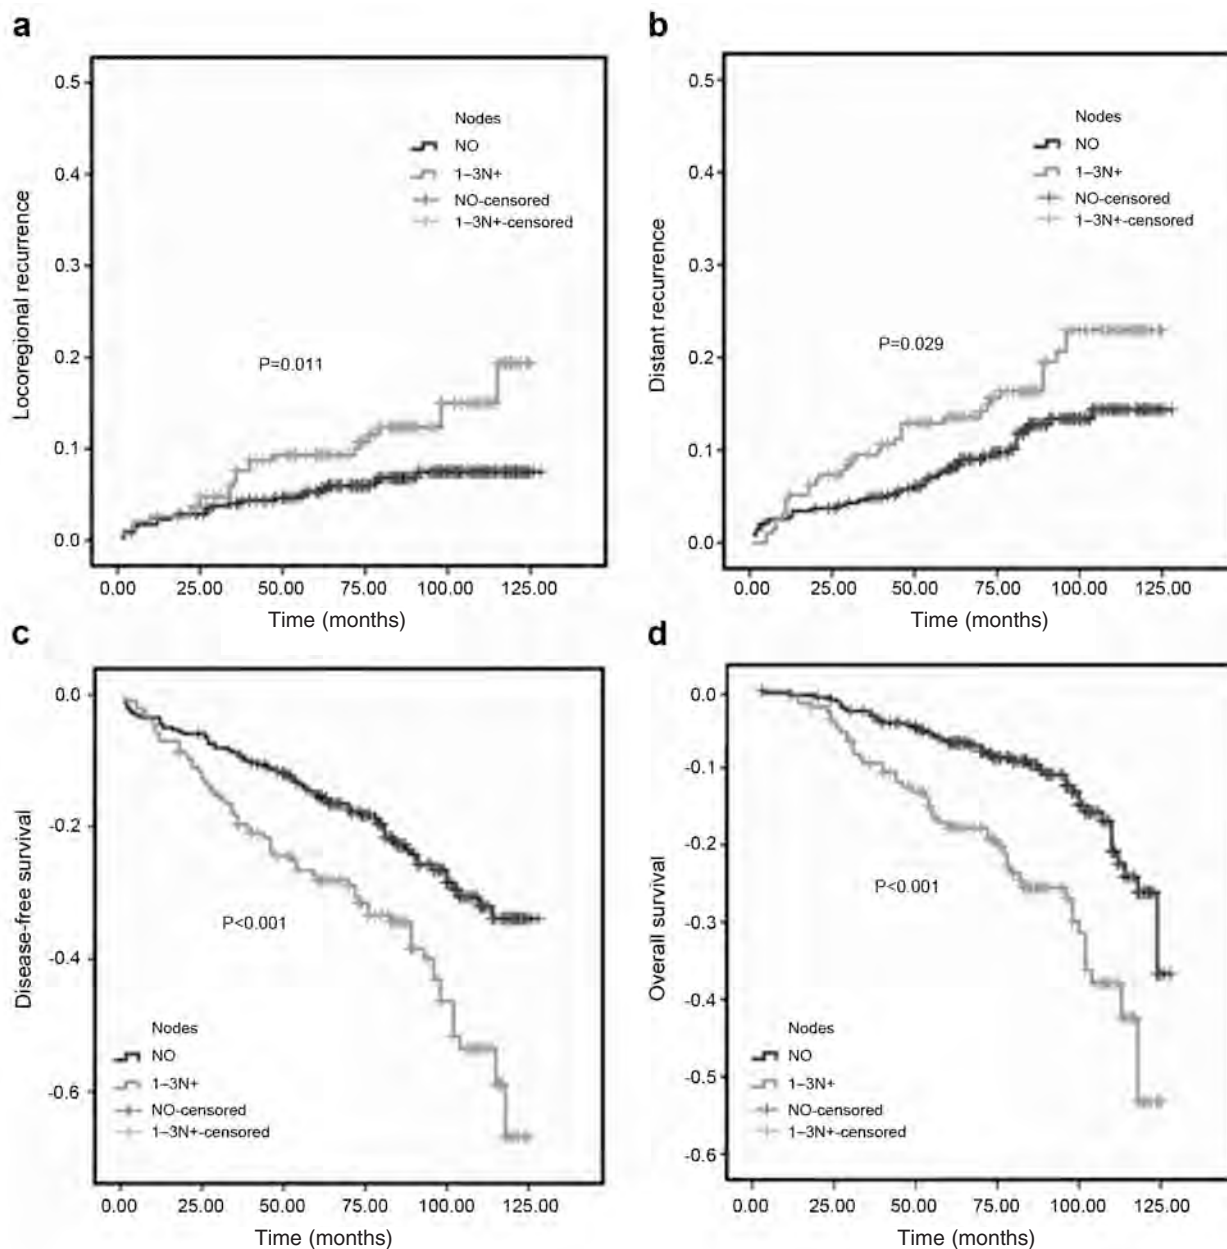 a
0.5
0.4
0.3
0.2
0.1
0.0
Locoregional recurrence
Nodes
NO
1–3N+
NO-censored
1–3N+-censored
P=0.011
0.00 25.00 50.00 75.00 100.00 125.00
Time (months)
b
0.5
0.4
0.3
0.2
0.1
0.0
Distant recurrence
Nodes
NO
1–3N+
NO-censored
1–3N+-censored
P=0.029
0.00 25.00 50.00 75.00 100.00 125.00
Time (months)
c
0.0
-0.2
-0.4
-0.6
Disease-free survival
P<0.001
Nodes
NO
1–3N+
NO-censored
1–3N+-censored
0.00 25.00 50.00 75.00 100.00 125.00
Time (months)
d
0.0
-0.1
-0.2
-0.3
-0.4
-0.5
-0.6
Overall survival
P<0.001
Nodes
NO
1–3N+
NO-censored
1–3N+-censored
0.00 25.00 50.00 75.00 100.00 125.00
Time (months)